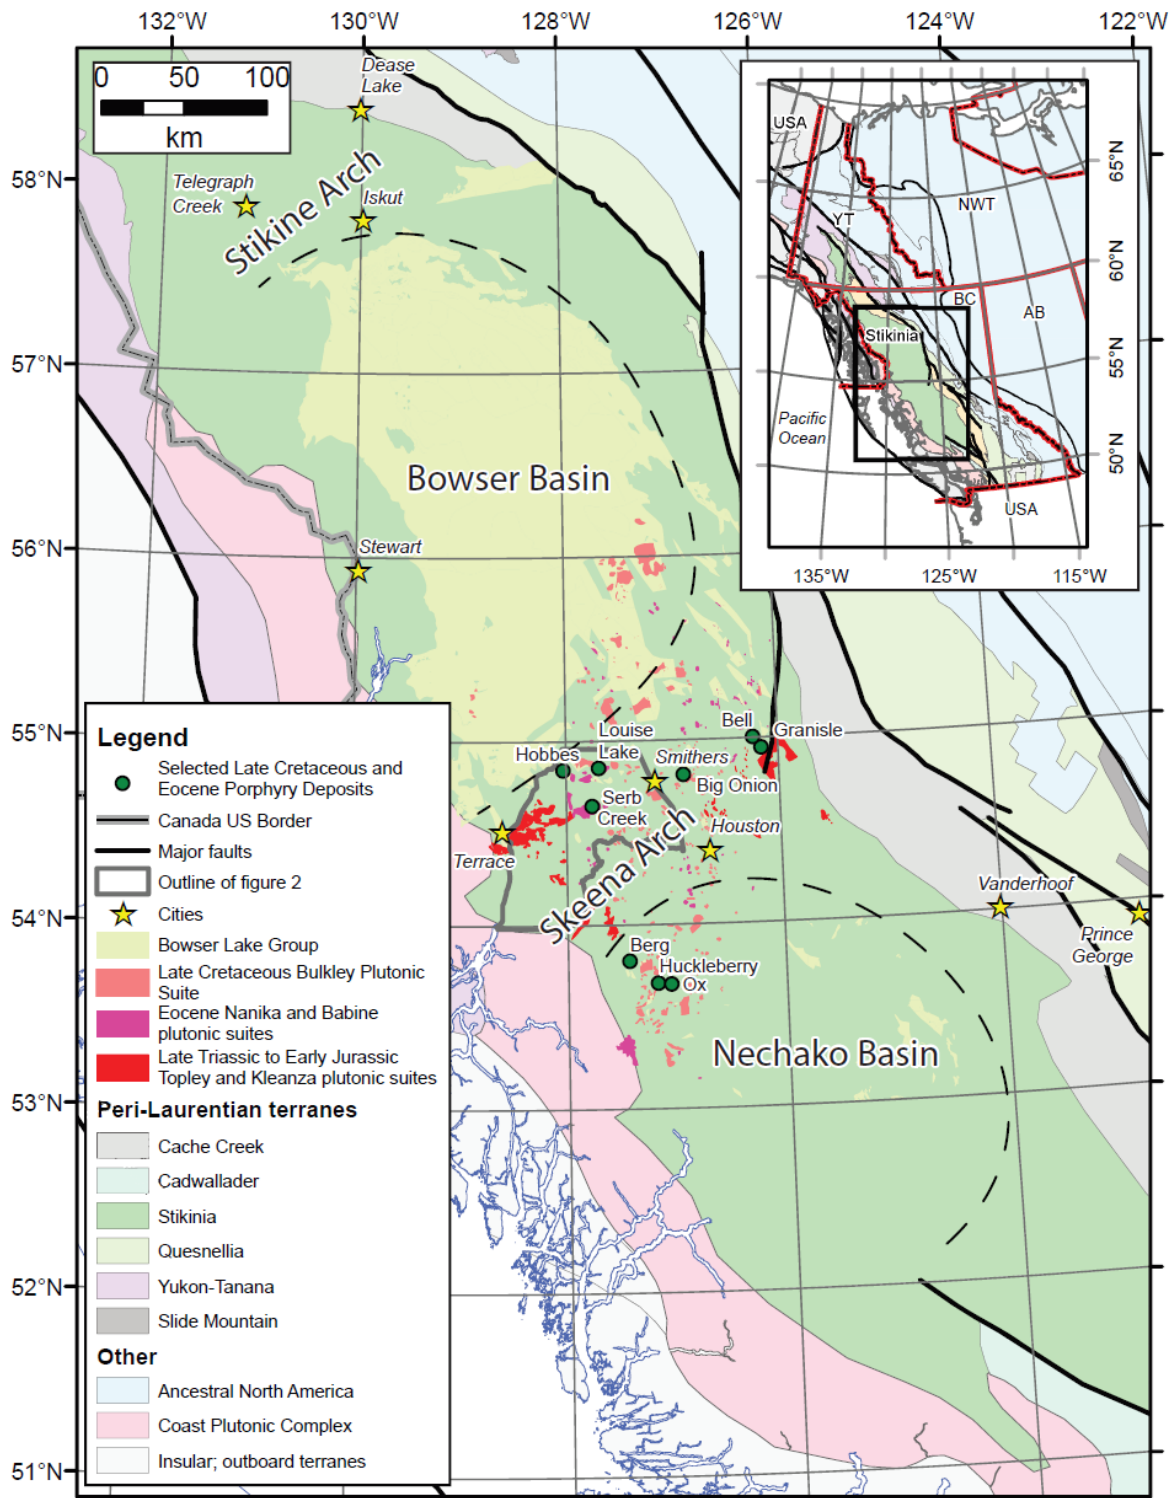 132°W
130°W
128°W
126°W
124°W
122°W
0 50 100
km
Dease
Lake
58°N
Telegraph
Creek
Iskut
Stikine Arch
57°N
Bowser Basin
56°N
Stewart
USA
YT
NWT
BC
AB
Stikinia
Pacific
Ocean
USA
65°N
60°N
55°N
50°N
135°W
125°W
115°W
55°N
Bell
Granisle
Louise
Lake
Hobbes
Smithers
Big Onion
Serb
Creek
Houston
Terrace
Skeena Arch
Vanderhoof
Prince
George
54°N
Berg
Huckleberry
Ox
Nechako Basin
53°N
52°N
51°N
Legend
Selected Late Cretaceous and
Eocene Porphyry Deposits
Canada US Border
Major faults
Outline of figure 2
Cities
Bowser Lake Group
Late Cretaceous Bulkley Plutonic
Suite
Eocene Nanika and Babine
plutonic suites
Late Triassic to Early Jurassic
Topley and Kleanza plutonic suites
Peri-Laurentian terranes
Cache Creek
Cadwallader
Stikinia
Quesnellia
Yukon-Tanana
Slide Mountain
Other
Ancestral North America
Coast Plutonic Complex
Insular; outboard terranes